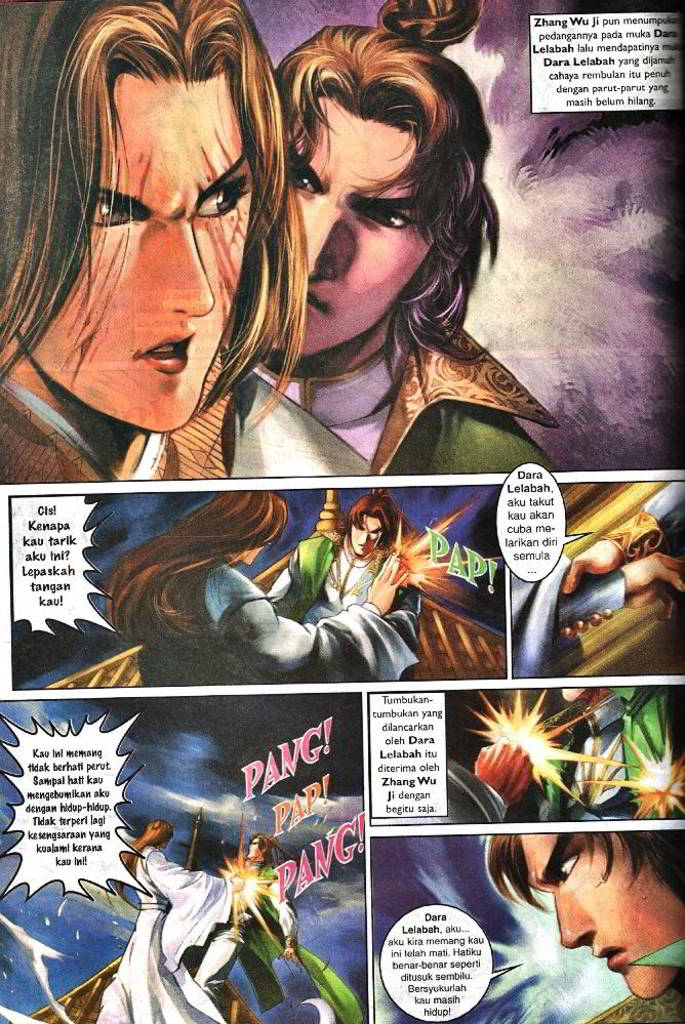 Zhang Wu Ji pun menumpukan
pedangannya pada muka Dara
Lelabah lalu mendapatinya muka
Dara Lelabah yang dijamah
cahaya rembulan itu penuh
dengan parut-parut yang
masih belum hilang.
Cis!
Kenapa
kau tarik
aku ini?
Lepaskah
tangan
kau!
PAP!
Dara
Lelabah,
aku takut
kau akan
cuba me-
larikan diri
semula
...
Kau ini memang
tidak berhati perut.
Sampai hati kau
mengebumikan aku
dengan hidup-hidup.
Tidak terperi lagi
kesengsaraan yang
kualami kerana
kau ini!
PANG!
PAP!
PANG!
Tumbukan-
tumbukan yang
dilancarkan
oleh Dara
Lelabah itu
diterima oleh
Zhang Wu
Ji dengan
begitu saja.
Dara
Lelabah, aku...
aku kira memang kau
ini telah mati. Hatiku
benar-benar seperti
ditusuk sembilu.
Bersyukurlah
kau masih
hidup!